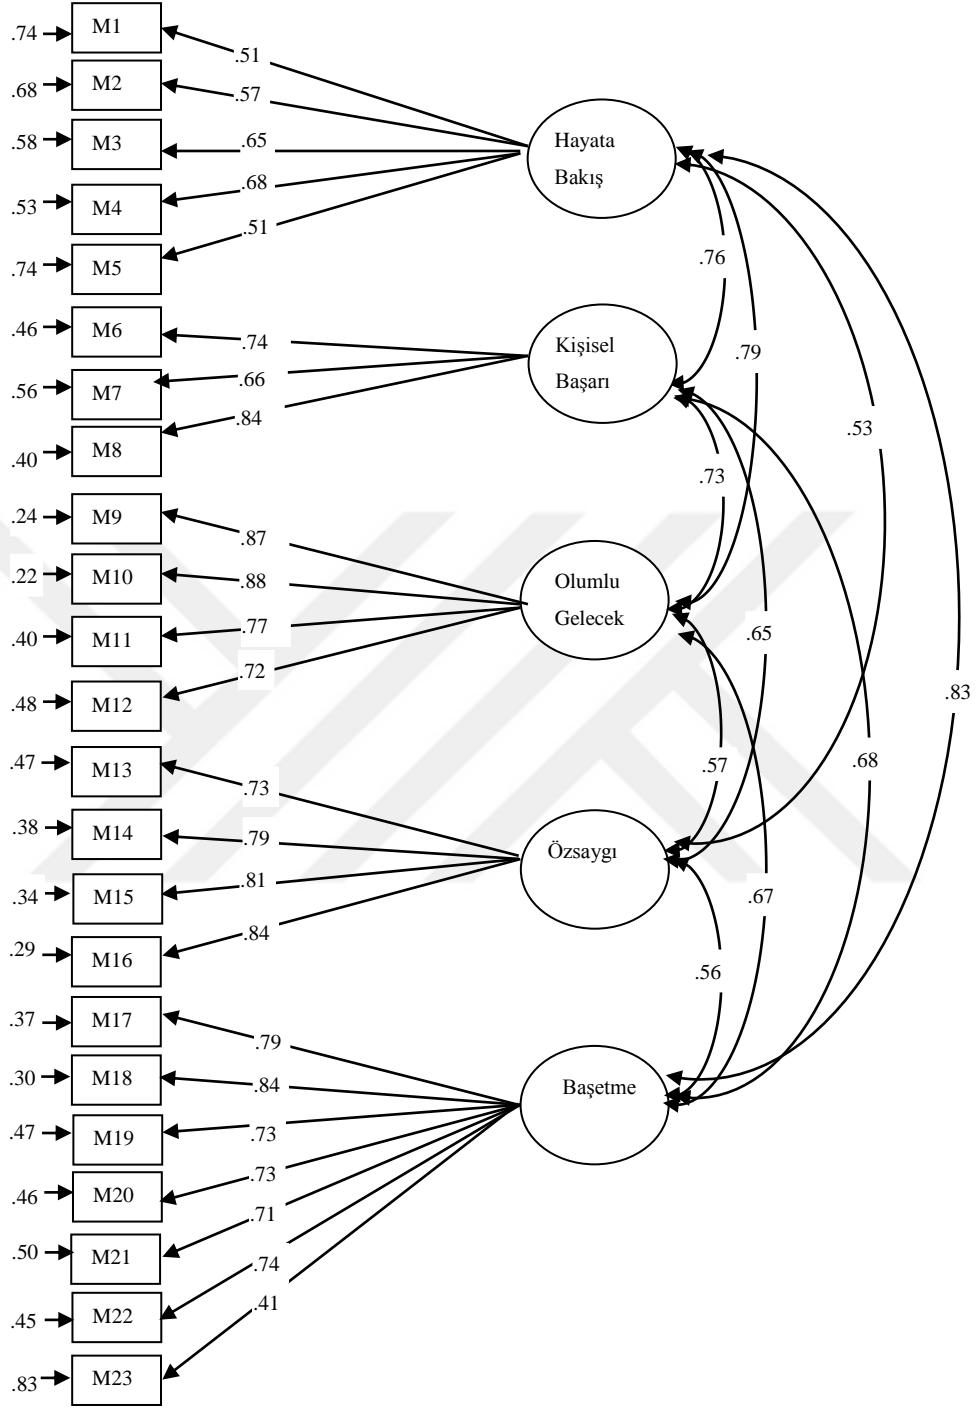 .74 M1 .51
.68 M2 .57
.58 M3 .65
.53 M4 .68
.74 M5 .51
Hayata
Bakış
.46 M6 .74
.56 M7 .66
.40 M8 .84
Kişisel
Başarı
.24 M9 .87
.22 M10 .88
.40 M11 .77
.48 M12 .72
Olumlu
Gelecek
.47 M13 .73
.38 M14 .79
.34 M15 .81
.29 M16 .84
Özsaygı
.37 M17 .79
.30 M18 .84
.47 M19 .73
.46 M20 .73
.50 M21 .71
.45 M22 .74
.83 M23 .41
Başetme
.76
.79
.53
.73
.65
.83
.57
.68
.67
.56